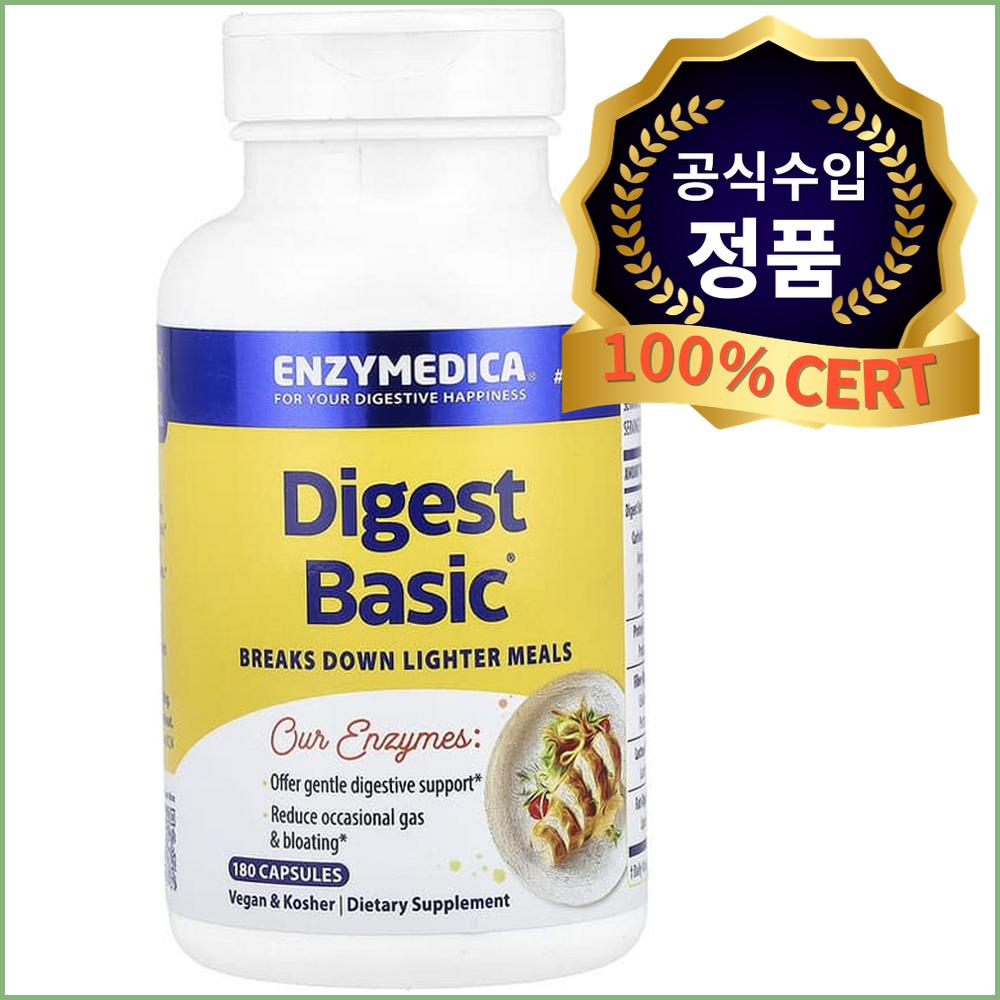 공식수입
정품
100% CERT
ENZYMEDICA®
#
FOR YOUR DIGESTIVE HAPPINESS
Digest
Basic®
BREAKS DOWN LIGHTER MEALS
Our Enzymes:
· Offer gentle digestive support*
· Reduce occasional gas
& bloating*
180 CAPSULES
Vegan & Kosher | Dietary Supplement